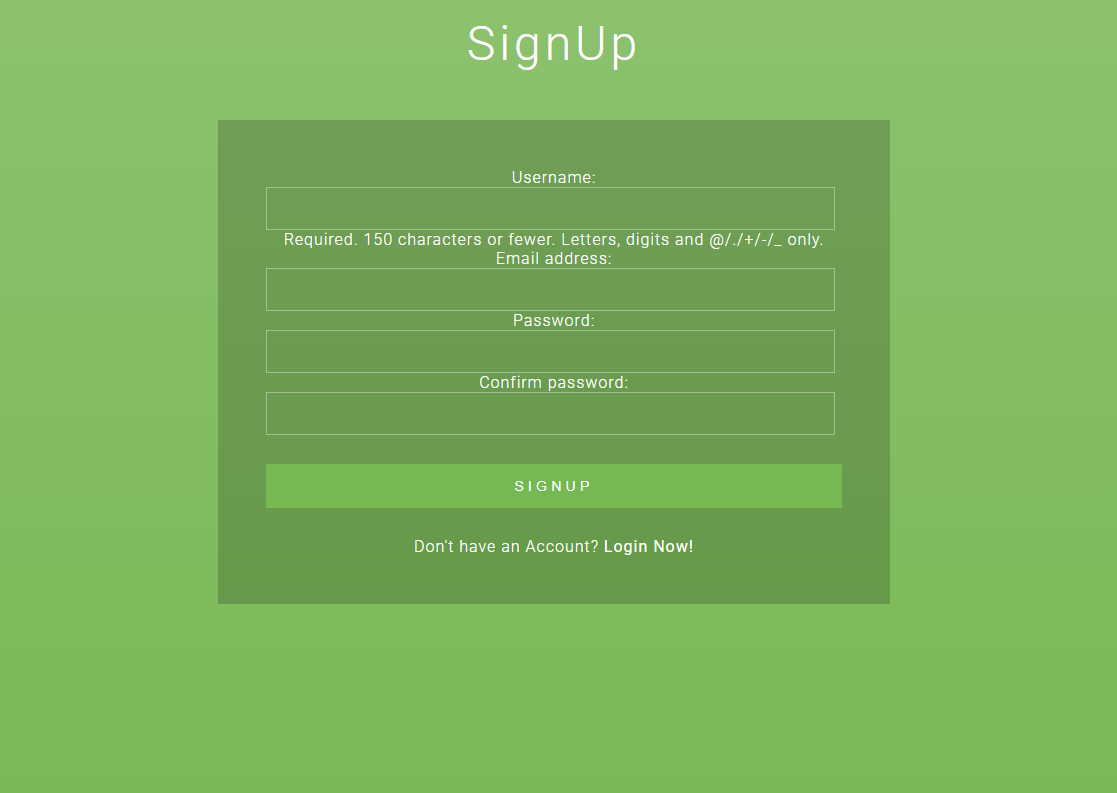 SignUp
Username:
Required. 150 characters or fewer. Letters, digits and @/./+/-/_ only.
Email address:
Password:
Confirm password:
SIGNUP
Don't have an Account? Login Now!